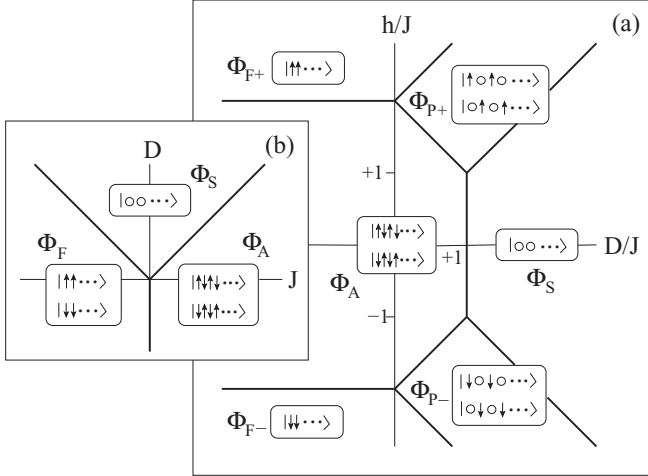 h/J
(a)
Φ_F+ |↑↑⋯⟩
Φ_P+ |↑○↑○⋯⟩
|○↑○↑⋯⟩
(b)
D
Φ_S
|○○⋯⟩
+1
Φ_F
Φ_A
|↑↑⋯⟩
|↓↓⋯⟩
|↑↓↑↓⋯⟩
|↓↑↓↑⋯⟩
J
|↑↓↑↓⋯⟩
|↓↑↓↑⋯⟩
Φ_A
+1
|○○⋯⟩
D/J
Φ_S
−1
Φ_P− |↓○↓○⋯⟩
|○↓○↓⋯⟩
Φ_F− |↓↓⋯⟩